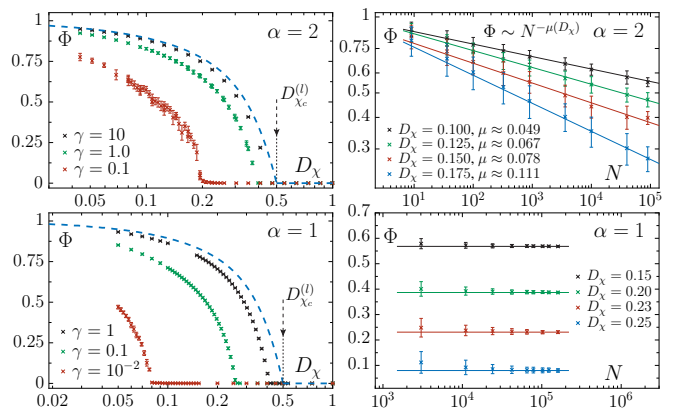 Φ
α = 2
1.00
0.75
0.50
0.25
0
D_{χ_c}^{(l)}
γ = 10
γ = 1.0
γ = 0.1
D_χ
0.05
0.1
0.2
0.5
1
Φ
Φ ∼ N^{−μ(D_χ)}
α = 2
0.75
0.6
0.5
0.4
0.3
D_χ = 0.100, μ ≈ 0.049
D_χ = 0.125, μ ≈ 0.067
D_χ = 0.150, μ ≈ 0.078
D_χ = 0.175, μ ≈ 0.111
N
10^1
10^2
10^3
10^4
10^5
Φ
α = 1
1.00
0.75
0.50
0.25
0
D_{χ_c}^{(l)}
γ = 1
γ = 0.1
γ = 10^{−2}
D_χ
0.02
0.05
0.1
0.2
0.5
1
Φ
α = 1
0.7
0.6
0.5
0.4
0.3
0.2
0.1
D_χ = 0.15
D_χ = 0.20
D_χ = 0.23
D_χ = 0.25
N
10^3
10^4
10^5
10^6